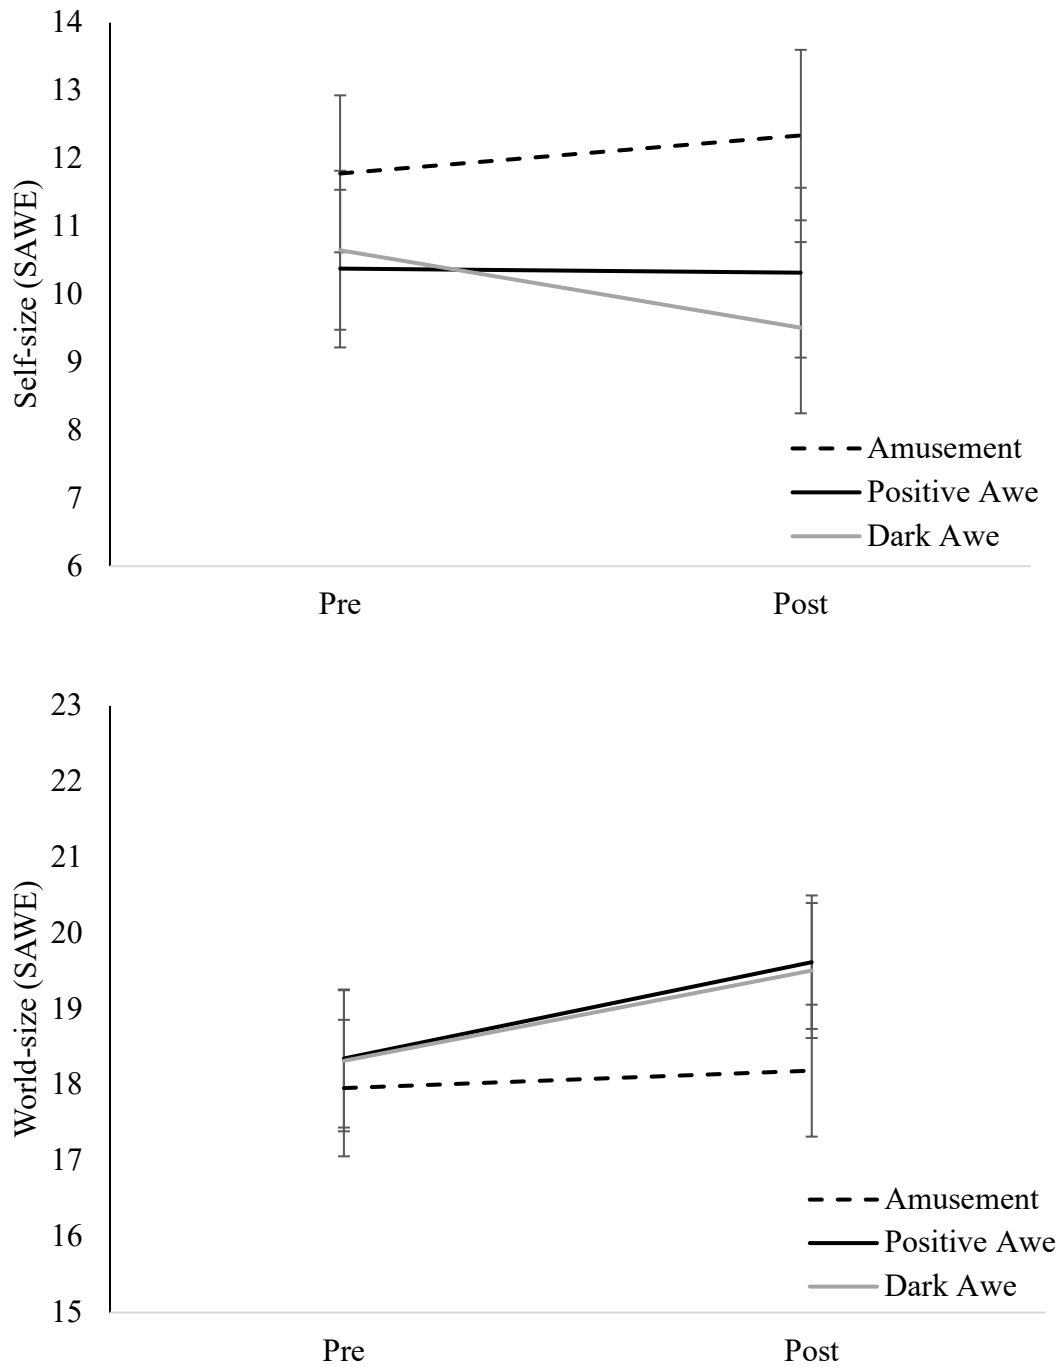 14
13
12
11
10
9
8
7
6
Self-size (SAWE)
Amusement
Positive Awe
Dark Awe
Pre Post
23
22
21
20
19
18
17
16
15
World-size (SAWE)
Amusement
Positive Awe
Dark Awe
Pre Post